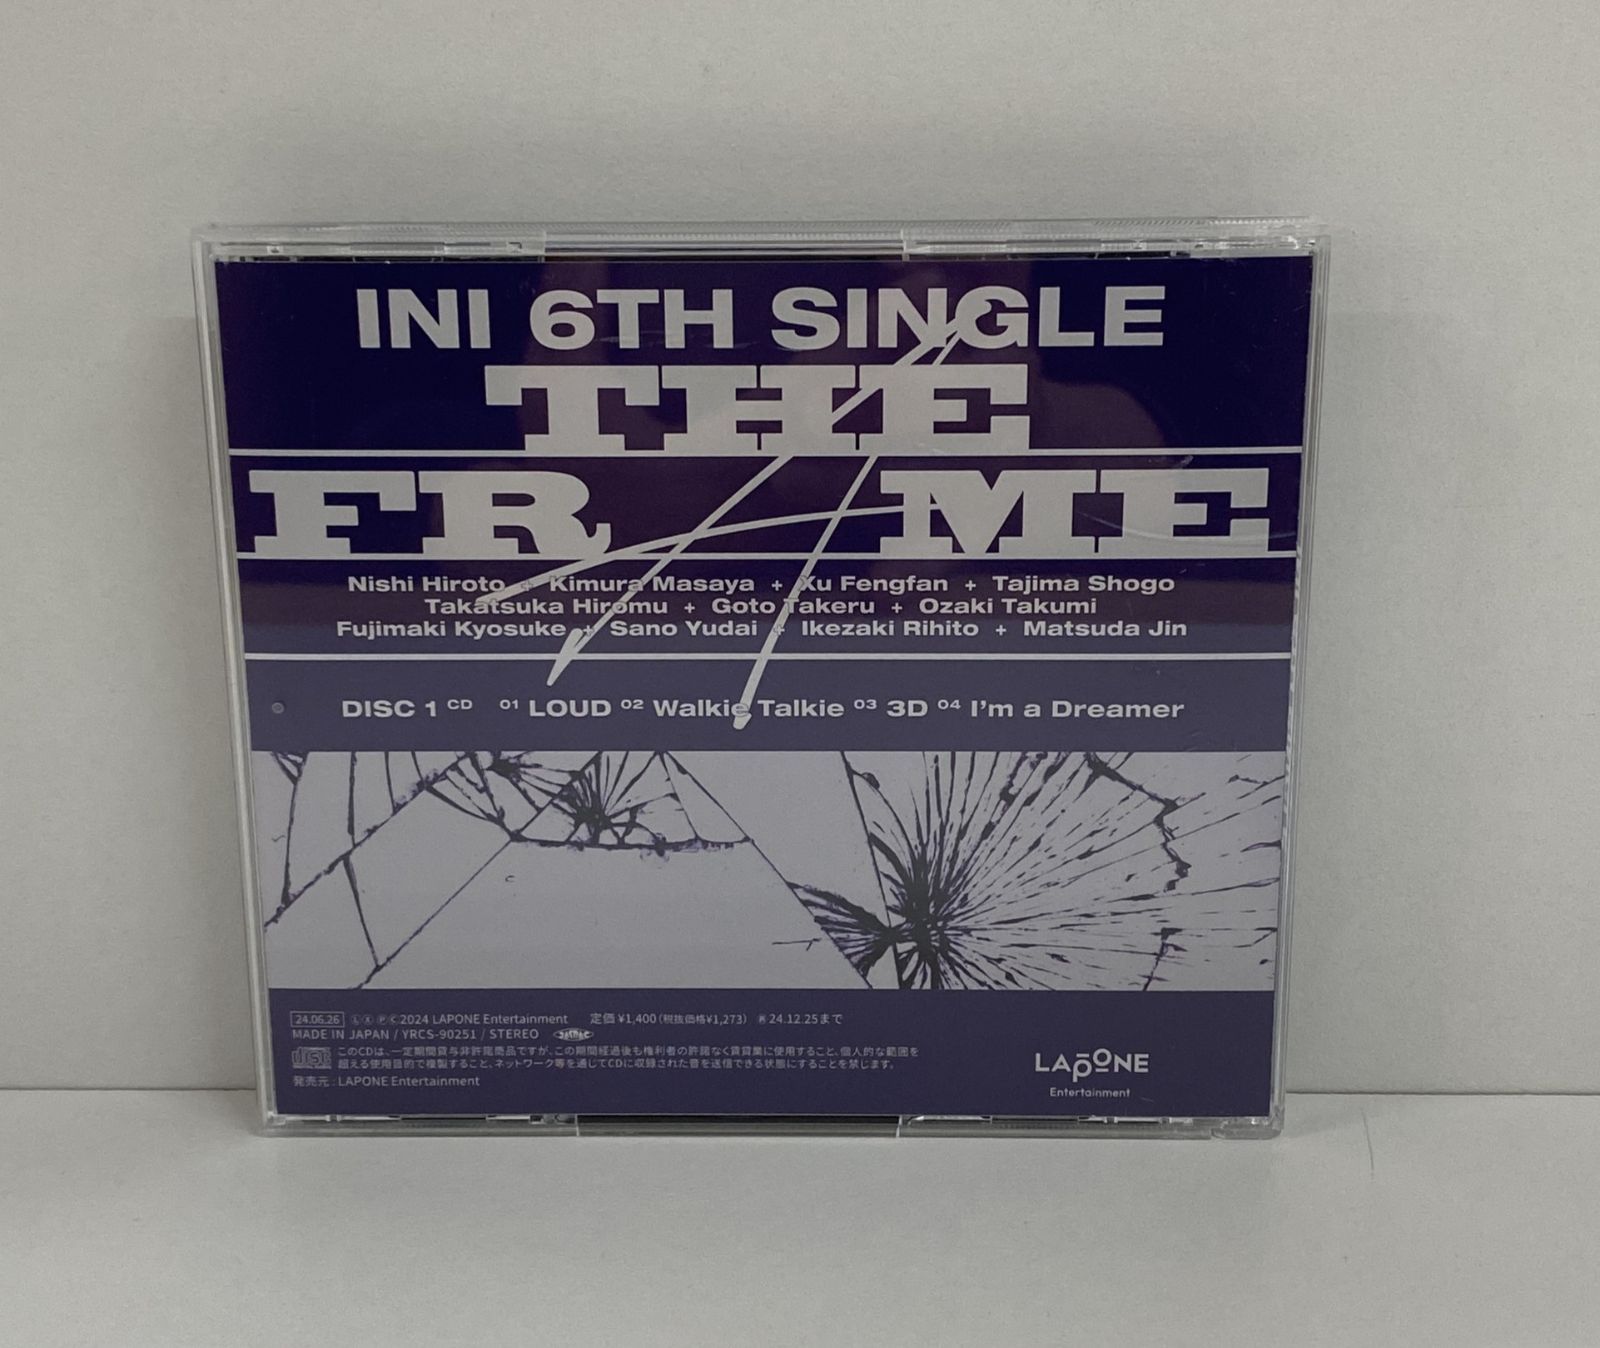 INI 6TH SINGLE
THE
FRAME
Nishi Hiroto + Kimura Masaya + Xu Fengfan + Tajima Shogo
Takatsuka Hiromu + Goto Takeru + Ozaki Takumi
Fujimaki Kyosuke + Sano Yudai + Ikezaki Rihito + Matsuda Jin
DISC 1 CD 01 LOUD 02 Walkie Talkie 03 3D 04 I'm a Dreamer
24.06.26 Ⓛ Ⓧ Ⓟ Ⓒ 2024 LAPONE Entertainment 定価 ¥1,400 (税抜価格¥1,273) 24.12.25まで
MADE IN JAPAN / YRCS-90251 / STEREO JASRAC
disc このCDは、一定期間貸与非許諾商品ですが、この期間経過後も権利者の許諾なく賃貸業に使用すること、個人的な範囲を
超える使用目的で複製すること、ネットワーク等を通じてCDに収録された音を送信できる状態にすることを禁じます。
発売元 : LAPONE Entertainment
LAPONE
Entertainment